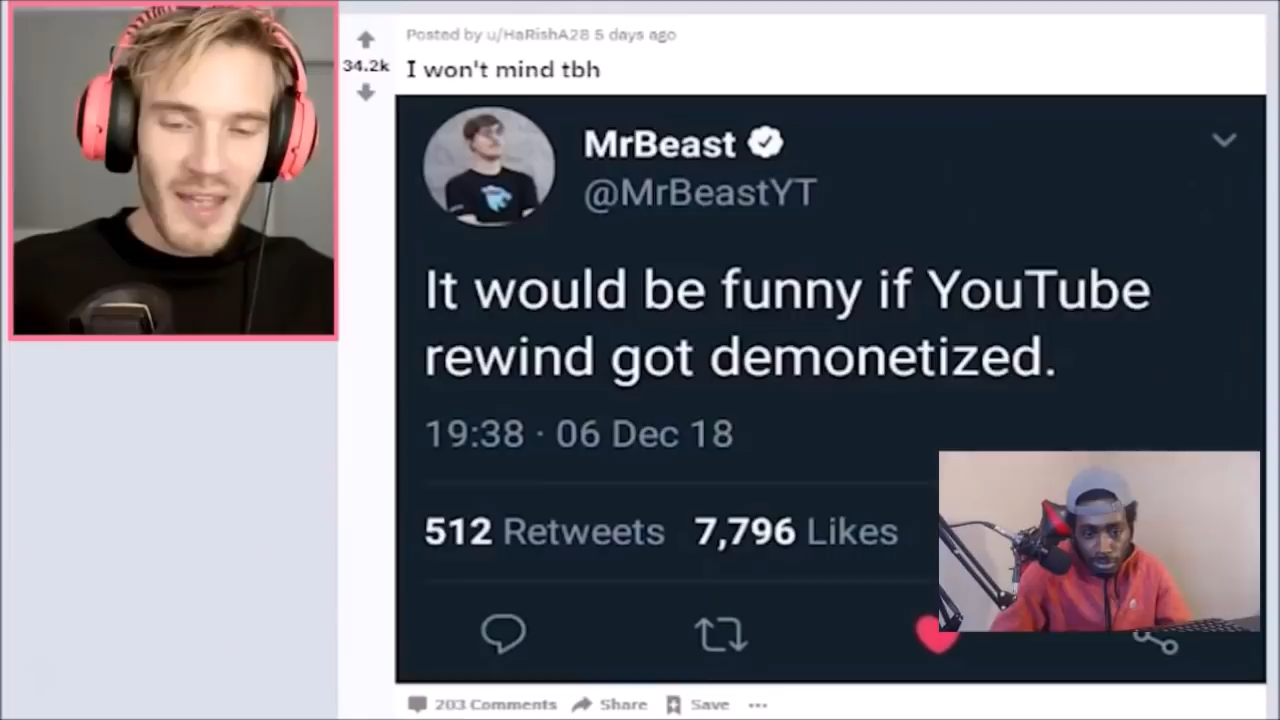 Posted by u/HaRishA28 5 days ago
34.2k
I won't mind tbh
MrBeast
@MrBeastYT
It would be funny if YouTube
rewind got demonetized.
19:38 · 06 Dec 18
512 Retweets 7,796 Likes
203 Comments Share Save ...